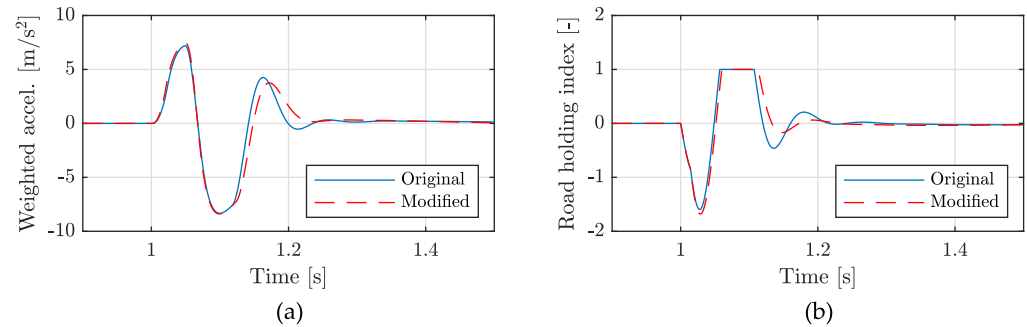 Weighted accel. [m/s²]
10
5
0
-5
-10
1
1.2
1.4
Time [s]
Original
Modified
(a)
Road holding index [-]
2
1
0
-1
-2
1
1.2
1.4
Time [s]
Original
Modified
(b)